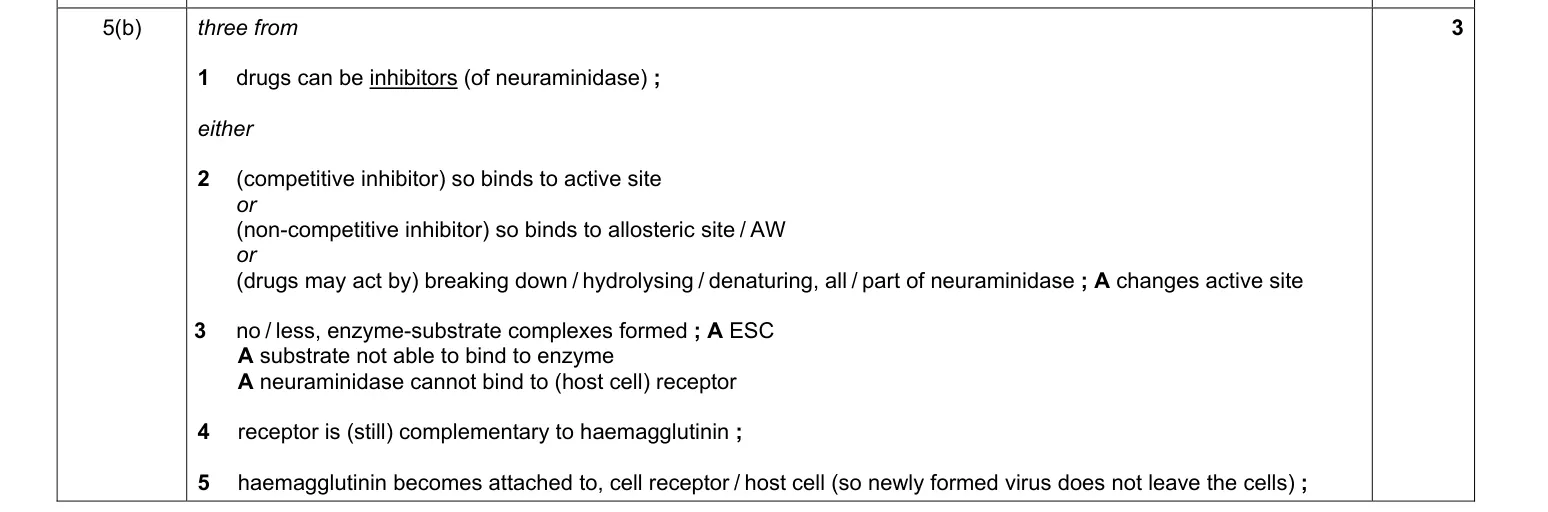 5(b)
three from
3
1 drugs can be inhibitors (of neuraminidase) ;
either
2 (competitive inhibitor) so binds to active site
or
(non-competitive inhibitor) so binds to allosteric site / AW
or
(drugs may act by) breaking down / hydrolysing / denaturing, all / part of neuraminidase ; A changes active site
3 no / less, enzyme-substrate complexes formed ; A ESC
A substrate not able to bind to enzyme
A neuraminidase cannot bind to (host cell) receptor
4 receptor is (still) complementary to haemagglutinin ;
5 haemagglutinin becomes attached to, cell receptor / host cell (so newly formed virus does not leave the cells) ;